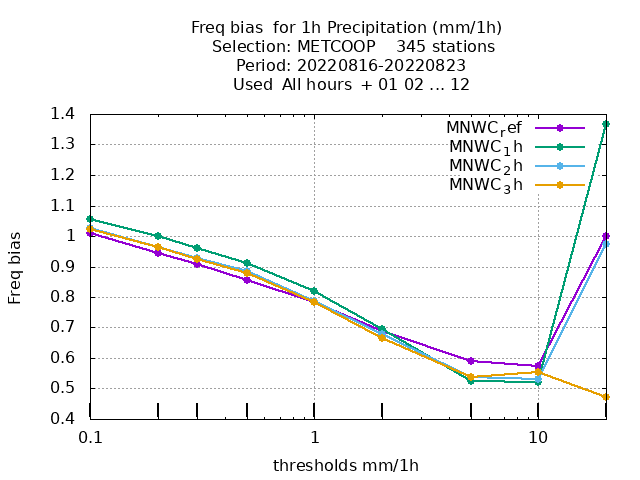 Freq bias  for 1h Precipitation (mm/1h)
Selection: METCOOP    345 stations
Period: 20220816-20220823
Used  All hours  + 01 02 ... 12
MNWC_ref
MNWC_1h
MNWC_2h
MNWC_3h
1.4
1.3
1.2
1.1
1
0.9
0.8
0.7
0.6
0.5
0.4
Freq bias
0.1 1 10
thresholds mm/1h